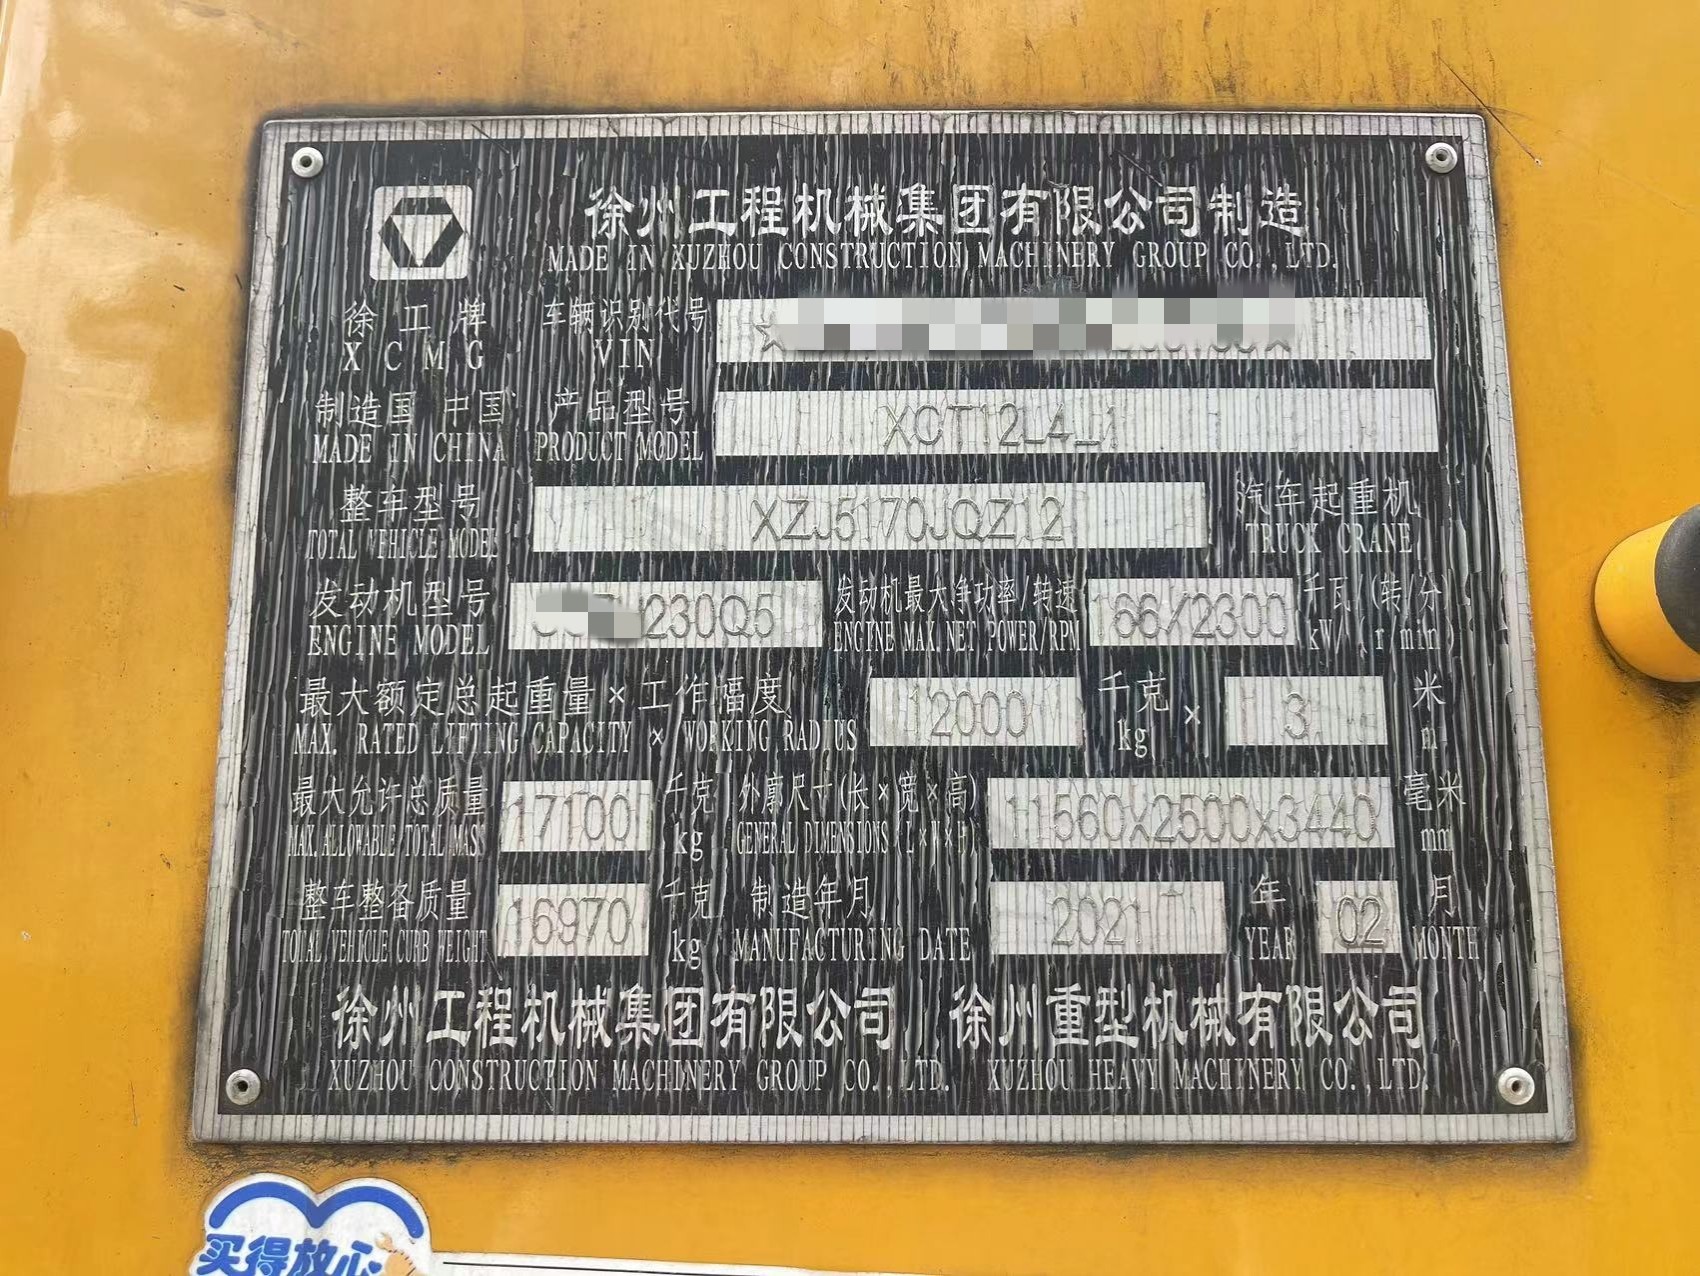 徐州工程机械集团有限公司制造
MADE IN XUZHOU CONSTRUCTION MACHINERY GROUP CO.,LTD.
徐工牌 车辆识别代号
XCMG VIN
制造国 中国 产品型号 XCT12L4_1
MADE IN CHINA PRODUCT MODEL
整车型号 XZJ5170JQZ12 汽车起重机
TOTAL VEHICLE MODEL TRUCK CRANE
发动机型号 230Q5 发动机最大净功率/转速 166/2300 千瓦/(转/分)
ENGINE MODEL ENGINE MAX.NET POWER/RPM kW/(r/min)
最大额定总起重量×工作幅度 12000 千克 × 3 米
MAX. RATED LIFTING CAPACITY × WORKING RADIUS kg m
最大允许总质量 17100 千克 外廓尺寸(长×宽×高) 11560x2500x3440 毫米
MAX.ALLOWABLE TOTAL MASS kg GENERAL DIMENSIONS(L×W×H) mm
整车整备质量 16970 千克 制造年月 2021 年 02 月
TOTAL VEHICLE CURB WEIGHT kg MANUFACTURING DATE YEAR MONTH
徐州工程机械集团有限公司 徐州重型机械有限公司
XUZHOU CONSTRUCTION MACHINERY GROUP CO.,LTD. XUZHOU HEAVY MACHINERY CO.,LTD.
买得放心